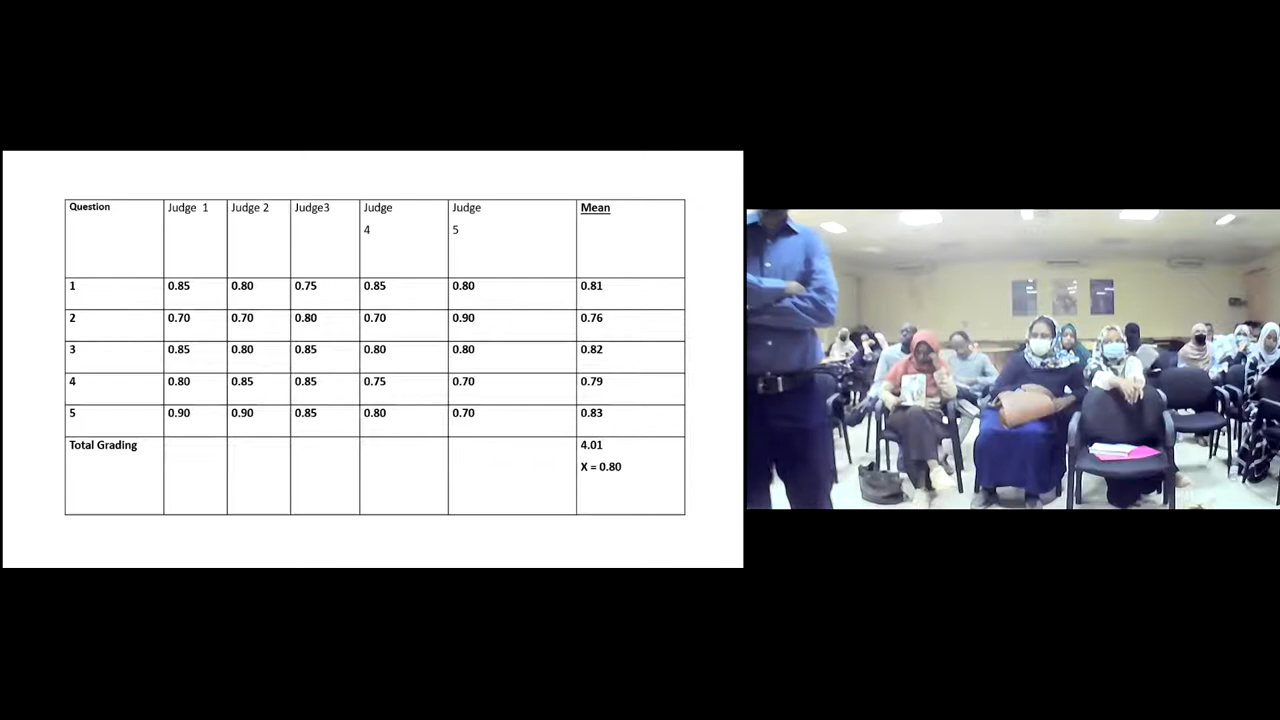 Question Judge 1 Judge 2 Judge3 Judge 4 Judge 5 Mean
1 0.85 0.80 0.75 0.85 0.80 0.81
2 0.70 0.70 0.80 0.70 0.90 0.76
3 0.85 0.80 0.85 0.80 0.80 0.82
4 0.80 0.85 0.85 0.75 0.70 0.79
5 0.90 0.90 0.85 0.80 0.70 0.83
Total Grading 4.01
X = 0.80